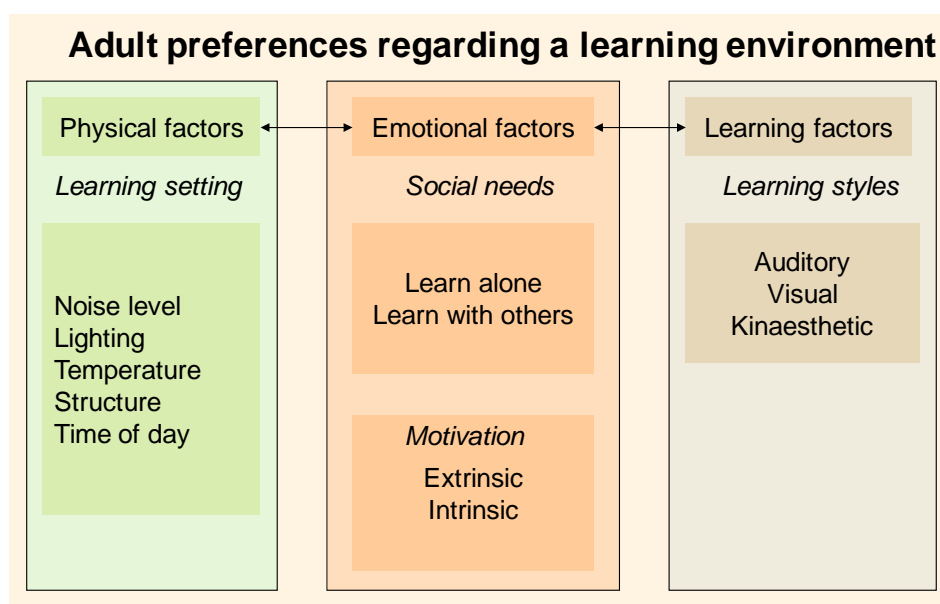 Adult preferences regarding a learning environment
Physical factors
Learning setting
Noise level
Lighting
Temperature
Structure
Time of day
Emotional factors
Social needs
Learn alone
Learn with others
Motivation
Extrinsic
Intrinsic
Learning factors
Learning styles
Auditory
Visual
Kinaesthetic